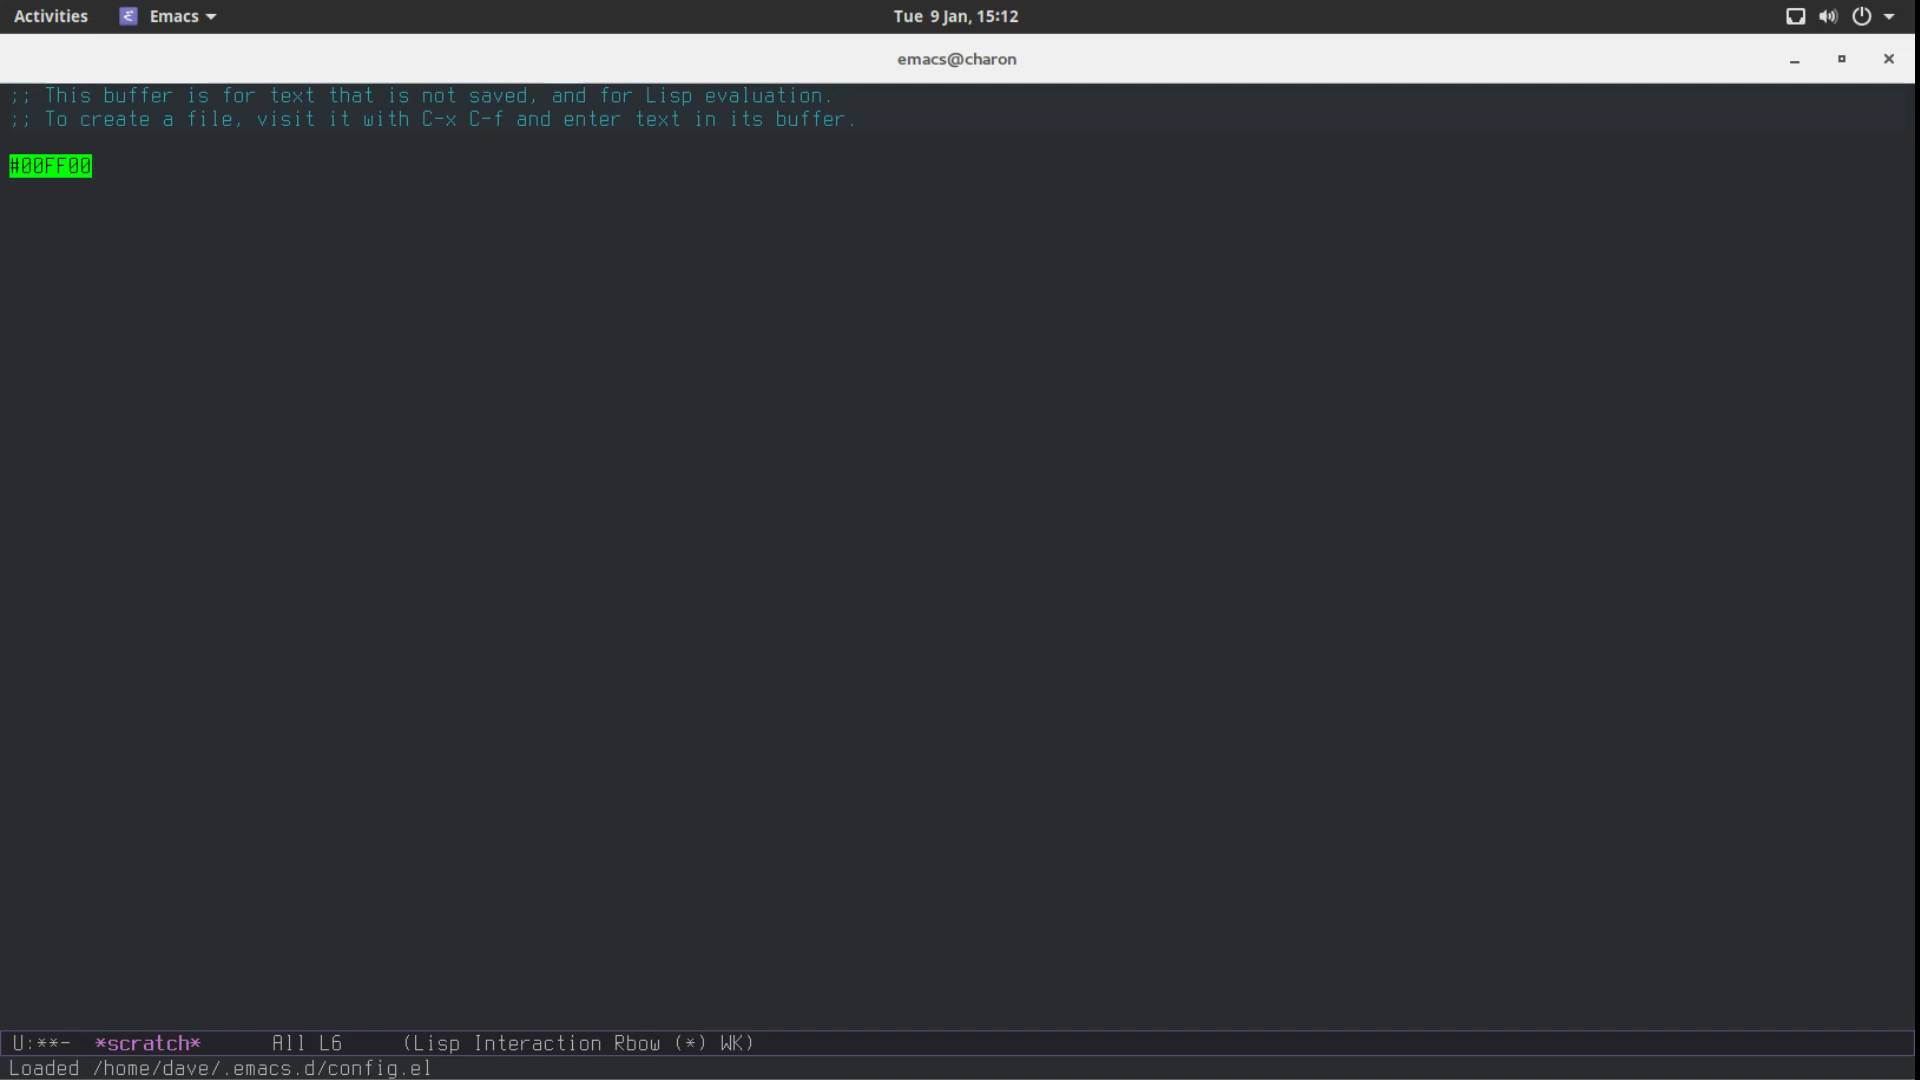 Activities Emacs Tue 9 Jan, 15:12
emacs@charon
;; This buffer is for text that is not saved, and for Lisp evaluation.
;; To create a file, visit it with C-x C-f and enter text in its buffer.
#00FF00
U:**- *scratch* All L6 (Lisp Interaction Rbow (*) WK)
Loaded /home/dave/.emacs.d/config.el